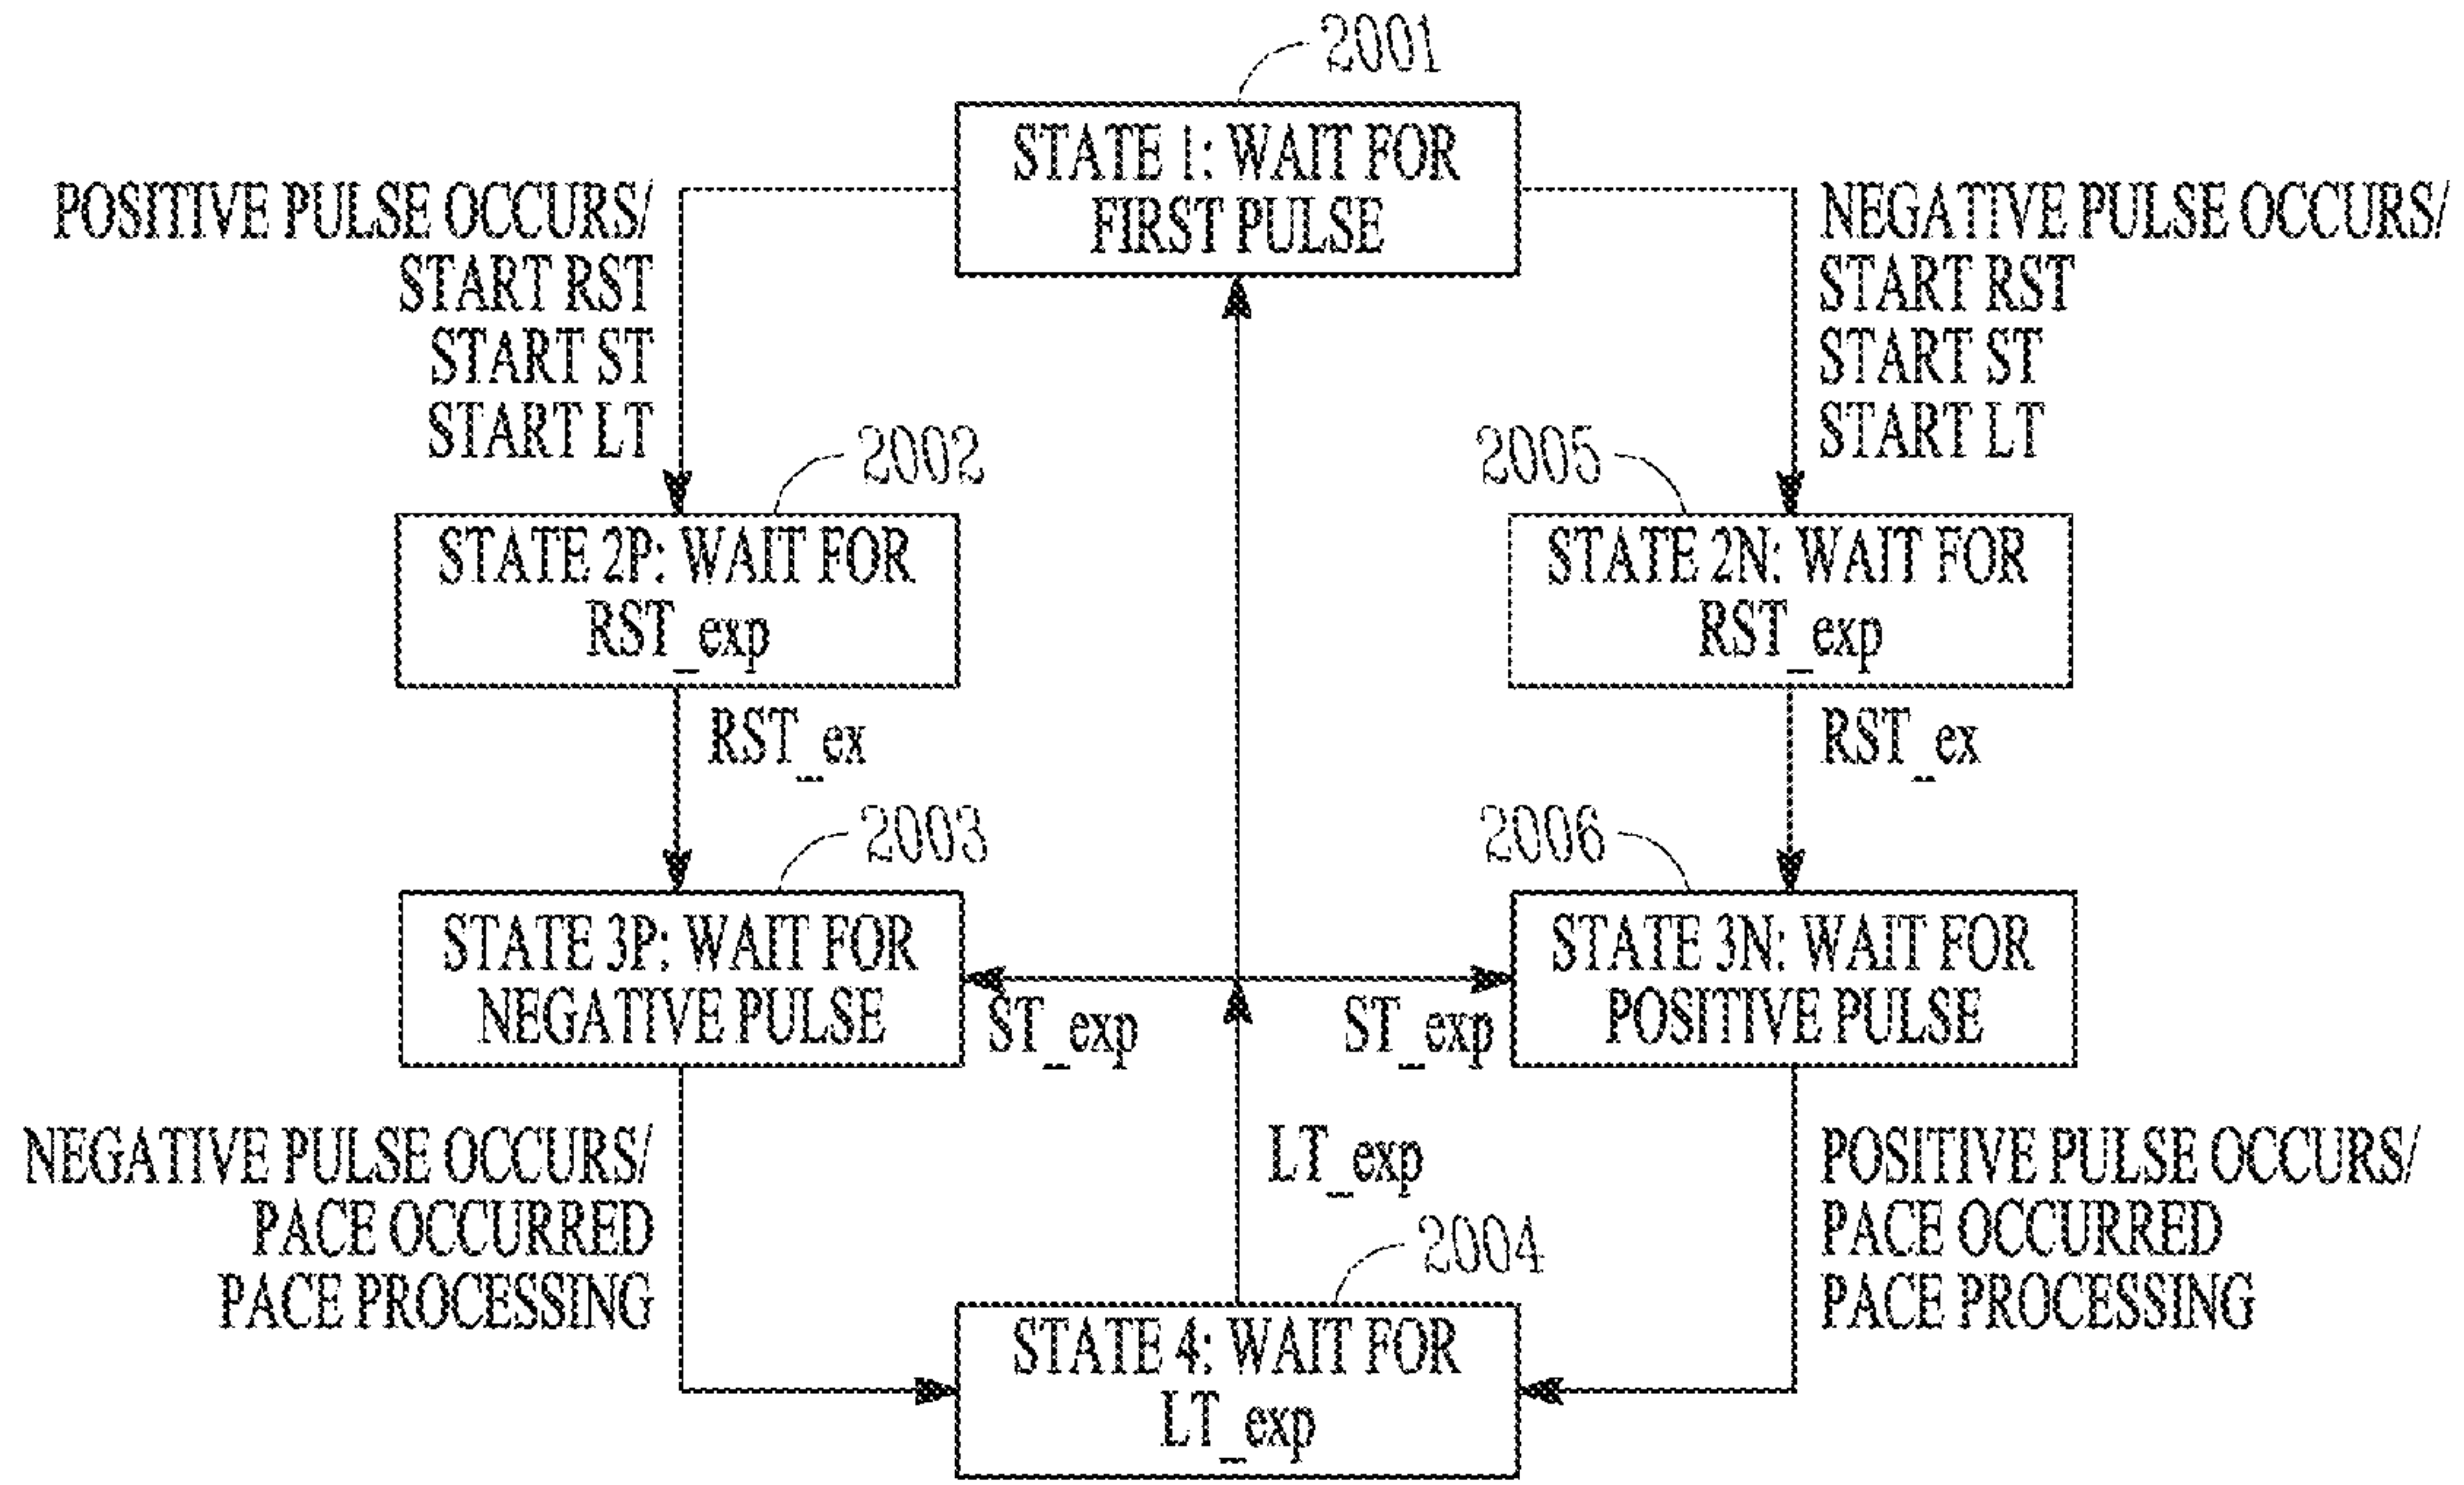 2001
STATE 1: WAIT FOR
FIRST PULSE
POSITIVE PULSE OCCURS/
START RST
START ST
START LT
NEGATIVE PULSE OCCURS/
START RST
START ST
START LT
2002
STATE 2P: WAIT FOR
RST_exp
2005
STATE 2N: WAIT FOR
RST_exp
RST_ex
RST_ex
2003
STATE 3P: WAIT FOR
NEGATIVE PULSE
2006
STATE 3N: WAIT FOR
POSITIVE PULSE
ST_exp
ST_exp
NEGATIVE PULSE OCCURS/
PACE OCCURRED
PACE PROCESSING
LT_exp
POSITIVE PULSE OCCURS/
PACE OCCURRED
PACE PROCESSING
2004
STATE 4: WAIT FOR
LT_exp